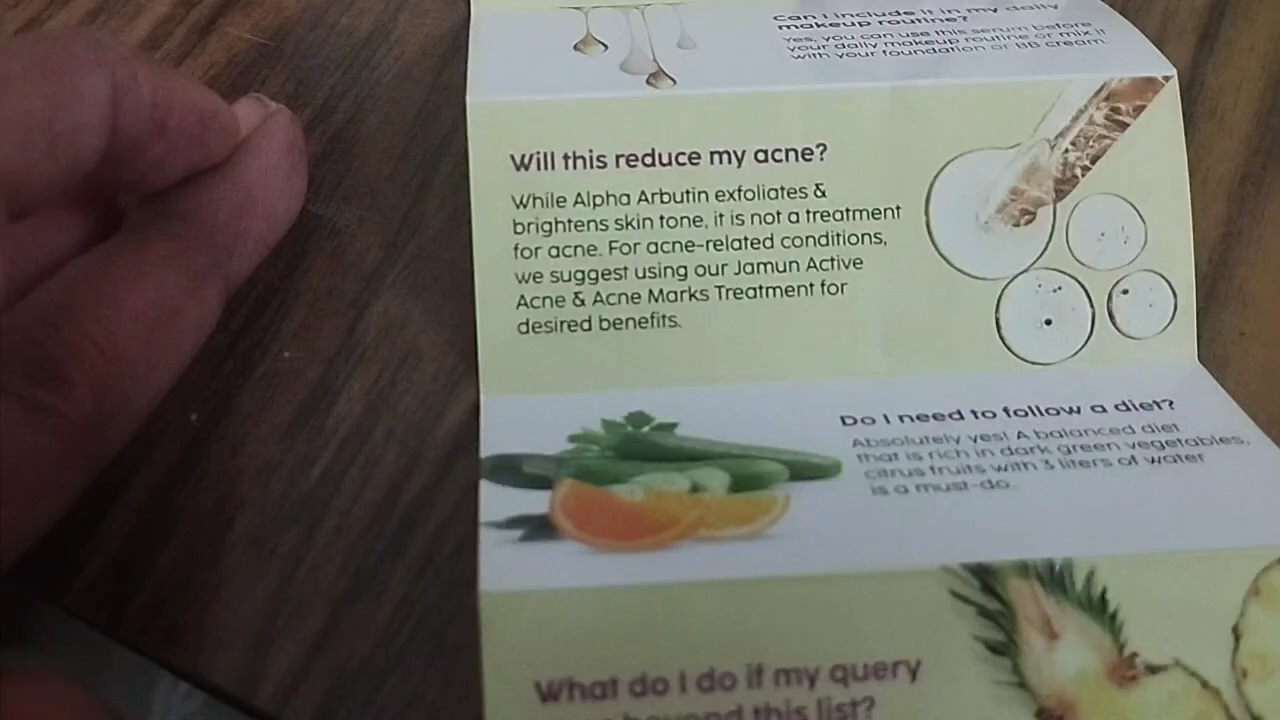 Can I include it in my daily
makeup routine?
Yes, you can use this serum before
your daily makeup routine or mix it
with your foundation or BB cream.
Will this reduce my acne?
While Alpha Arbutin exfoliates &
brightens skin tone, it is not a treatment
for acne. For acne-related conditions,
we suggest using our Jamun Active
Acne & Acne Marks Treatment for
desired benefits.
Do I need to follow a diet?
Absolutely yes! A balanced diet
that is rich in dark green vegetables,
citrus fruits with 3 liters of water
is a must-do.
What do I do if my query
beyond this list?